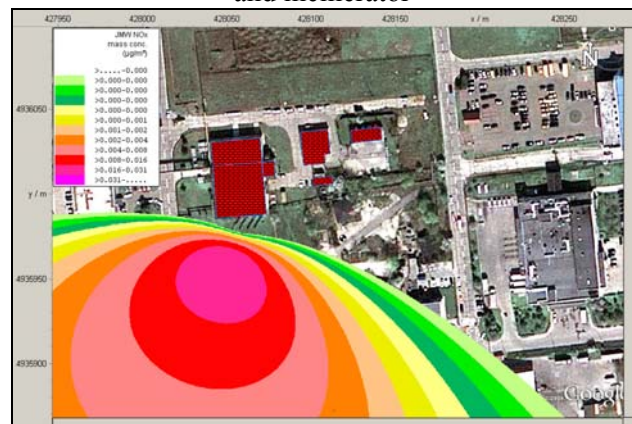 and incinerator
427950 428000 428050 428100 428150 x / m 428250
JMW NOx
mass conc.
(µg/m³)
>.....-0.000
>0.000-0.000
>0.000-0.000
>0.000-0.000
>0.000-0.000
>0.000-0.001
>0.001-0.002
>0.002-0.004
>0.004-0.008
>0.008-0.016
>0.016-0.031
>0.031-.....
N
4936050
y / m
4935950
4935900
Google